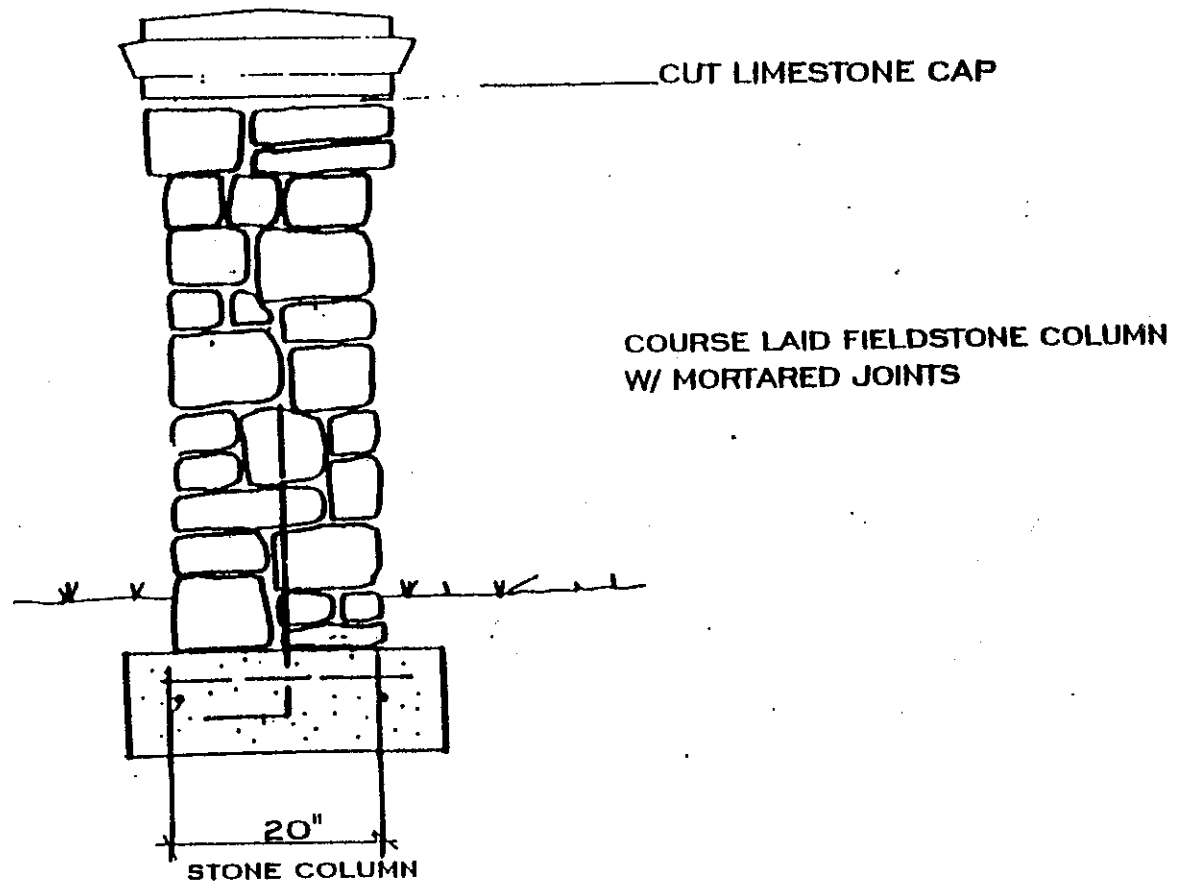 CUT LIMESTONE CAP
COURSE LAID FIELDSTONE COLUMN
W/ MORTARED JOINTS
20"
STONE COLUMN